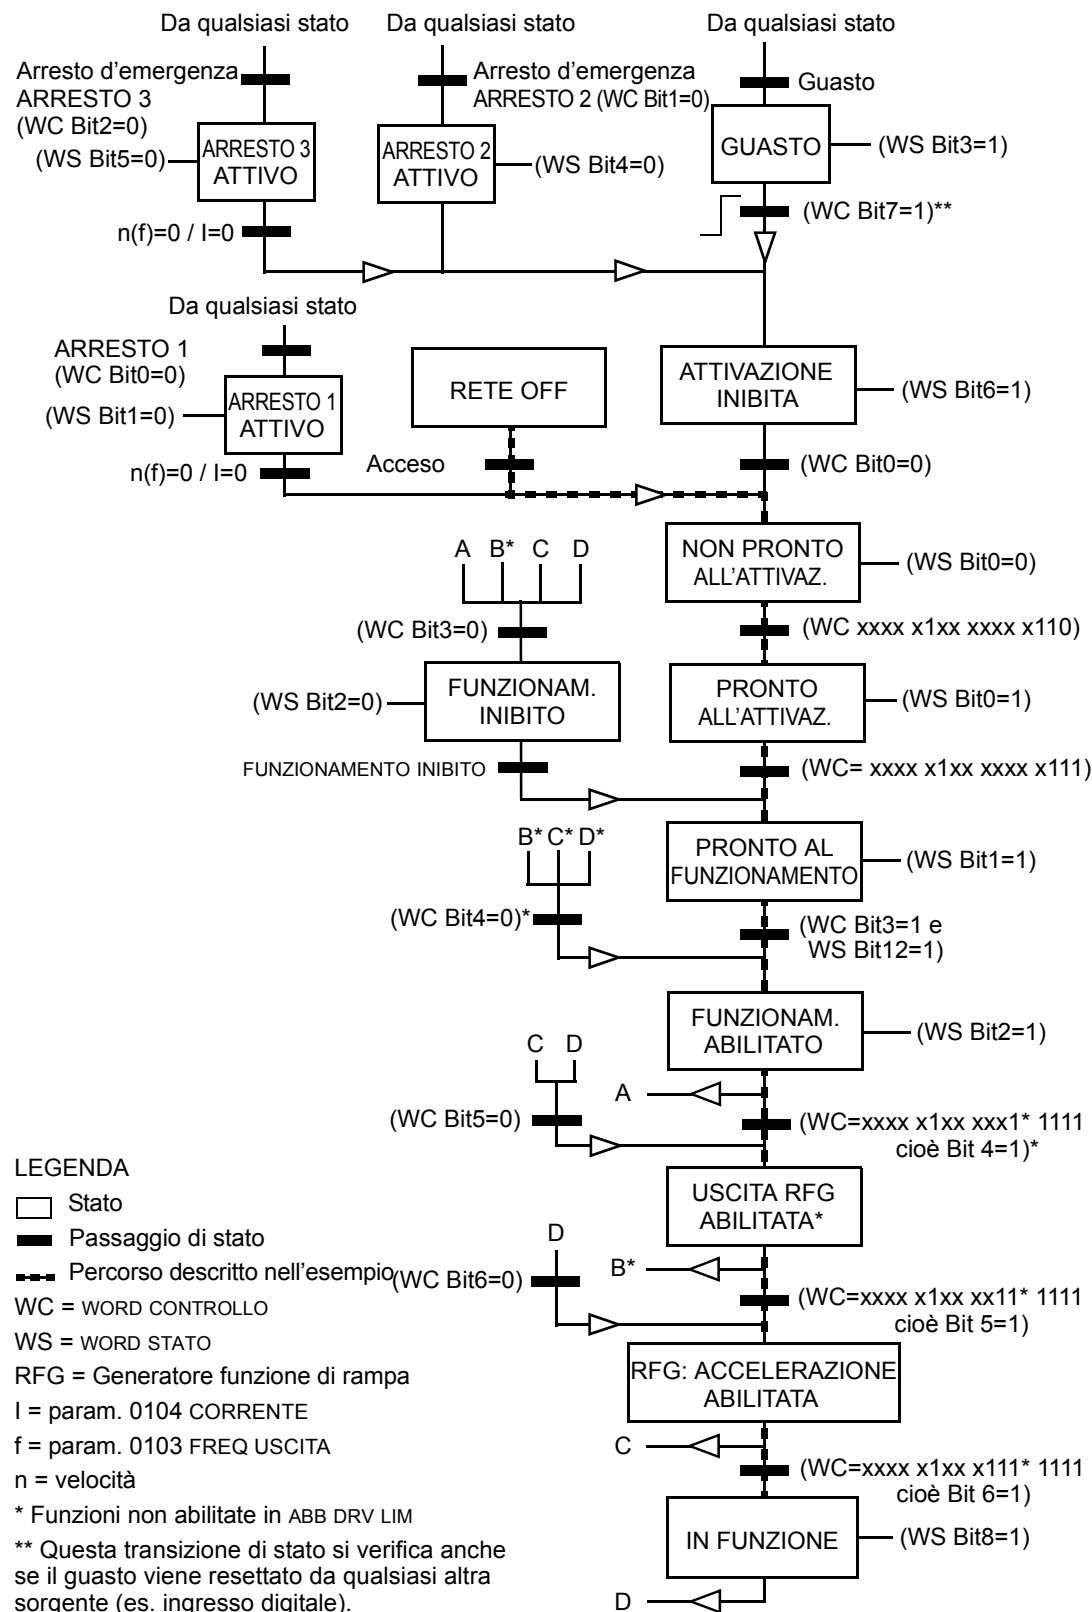 Da qualsiasi stato
Da qualsiasi stato
Da qualsiasi stato
Arresto d'emergenza
ARRESTO 3
(WC Bit2=0)
Arresto d'emergenza
ARRESTO 2 (WC Bit1=0)
Guasto
(WS Bit5=0)
ARRESTO 3
ATTIVO
ARRESTO 2
ATTIVO
(WS Bit4=0)
GUASTO
(WS Bit3=1)
n(f)=0 / I=0
(WC Bit7=1)**
Da qualsiasi stato
ARRESTO 1
(WC Bit0=0)
(WS Bit1=0)
ARRESTO 1
ATTIVO
RETE OFF
ATTIVAZIONE
INIBITA
(WS Bit6=1)
n(f)=0 / I=0
Acceso
(WC Bit0=0)
A B* C D
NON PRONTO
ALL'ATTIVAZ.
(WS Bit0=0)
(WC Bit3=0)
(WC xxxx x1xx xxxx x110)
(WS Bit2=0)
FUNZIONAM.
INIBITO
PRONTO
ALL'ATTIVAZ.
(WS Bit0=1)
FUNZIONAMENTO INIBITO
(WC= xxxx x1xx xxxx x111)
B* C* D*
PRONTO AL
FUNZIONAMENTO
(WS Bit1=1)
(WC Bit4=0)*
(WC Bit3=1 e
WS Bit12=1)
FUNZIONAM.
ABILITATO
(WS Bit2=1)
C D
A
(WC Bit5=0)
(WC=xxxx x1xx xxx1* 1111
cioè Bit 4=1)*
USCITA RFG
ABILITATA*
D
B*
(WC Bit6=0)
(WC=xxxx x1xx xx11* 1111
cioè Bit 5=1)
RFG: ACCELERAZIONE
ABILITATA
C
(WC=xxxx x1xx x111* 1111
cioè Bit 6=1)
IN FUNZIONE
(WS Bit8=1)
D
LEGENDA
Stato
Passaggio di stato
Percorso descritto nell'esempio
WC = WORD CONTROLLO
WS = WORD STATO
RFG = Generatore funzione di rampa
I = param. 0104 CORRENTE
f = param. 0103 FREQ USCITA
n = velocità
* Funzioni non abilitate in ABB DRV LIM
** Questa transizione di stato si verifica anche
se il guasto viene resettato da qualsiasi altra
sorgente (es. ingresso digitale).